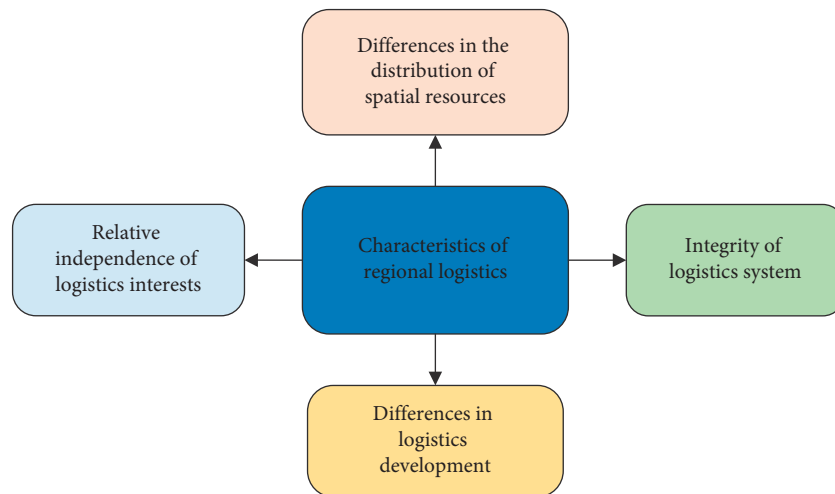 Differences in the
distribution of
spatial resources
Relative
independence of
logistics interests
Characteristics of
regional logistics
Integrity of
logistics system
Differences in
logistics
development